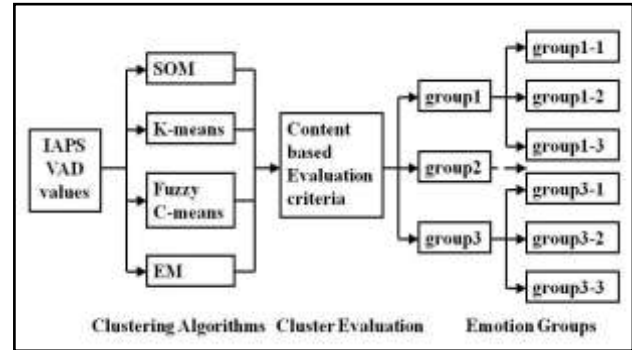 IAPS
VAD
values
SOM
K-means
Fuzzy
C-means
EM
Content
based
Evaluation
criteria
group1
group2
group3
group1-1
group1-2
group1-3
group3-1
group3-2
group3-3
Clustering Algorithms
Cluster Evaluation
Emotion Groups